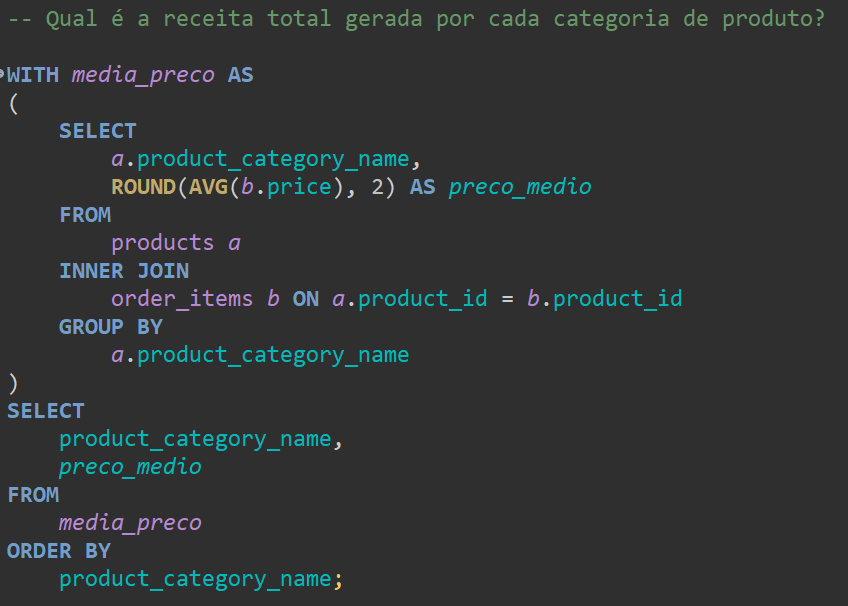 -- Qual é a receita total gerada por cada categoria de produto?
WITH media_preco AS
(
SELECT
a.product_category_name,
ROUND(AVG(b.price), 2) AS preco_medio
FROM
products a
INNER JOIN
order_items b ON a.product_id = b.product_id
GROUP BY
a.product_category_name
)
SELECT
product_category_name,
preco_medio
FROM
media_preco
ORDER BY
product_category_name;